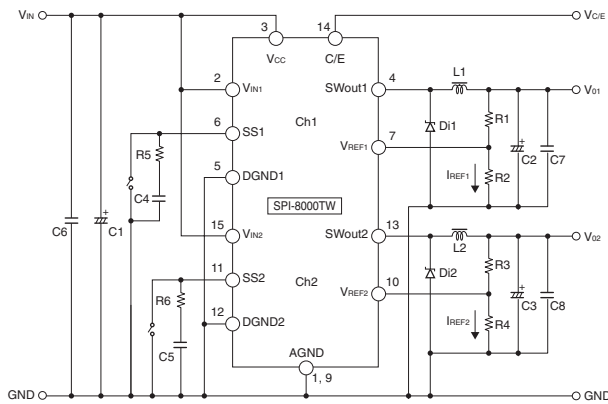 VIN
3
14
VC/E
VCC
C/E
2
VIN1
SWout1
4
L1
VO1
Ch1
Di1
R1
6
SS1
7
VREF1
C2
C7
R5
5
DGND1
IREF1
R2
C4
SPI-8000TW
C6
C1
15
VIN2
SWout2
13
L2
VO2
11
SS2
Ch2
Di2
R3
10
VREF2
C3
C8
R6
12
DGND2
IREF2
R4
C5
AGND
GND
1, 9
GND
+
+
+